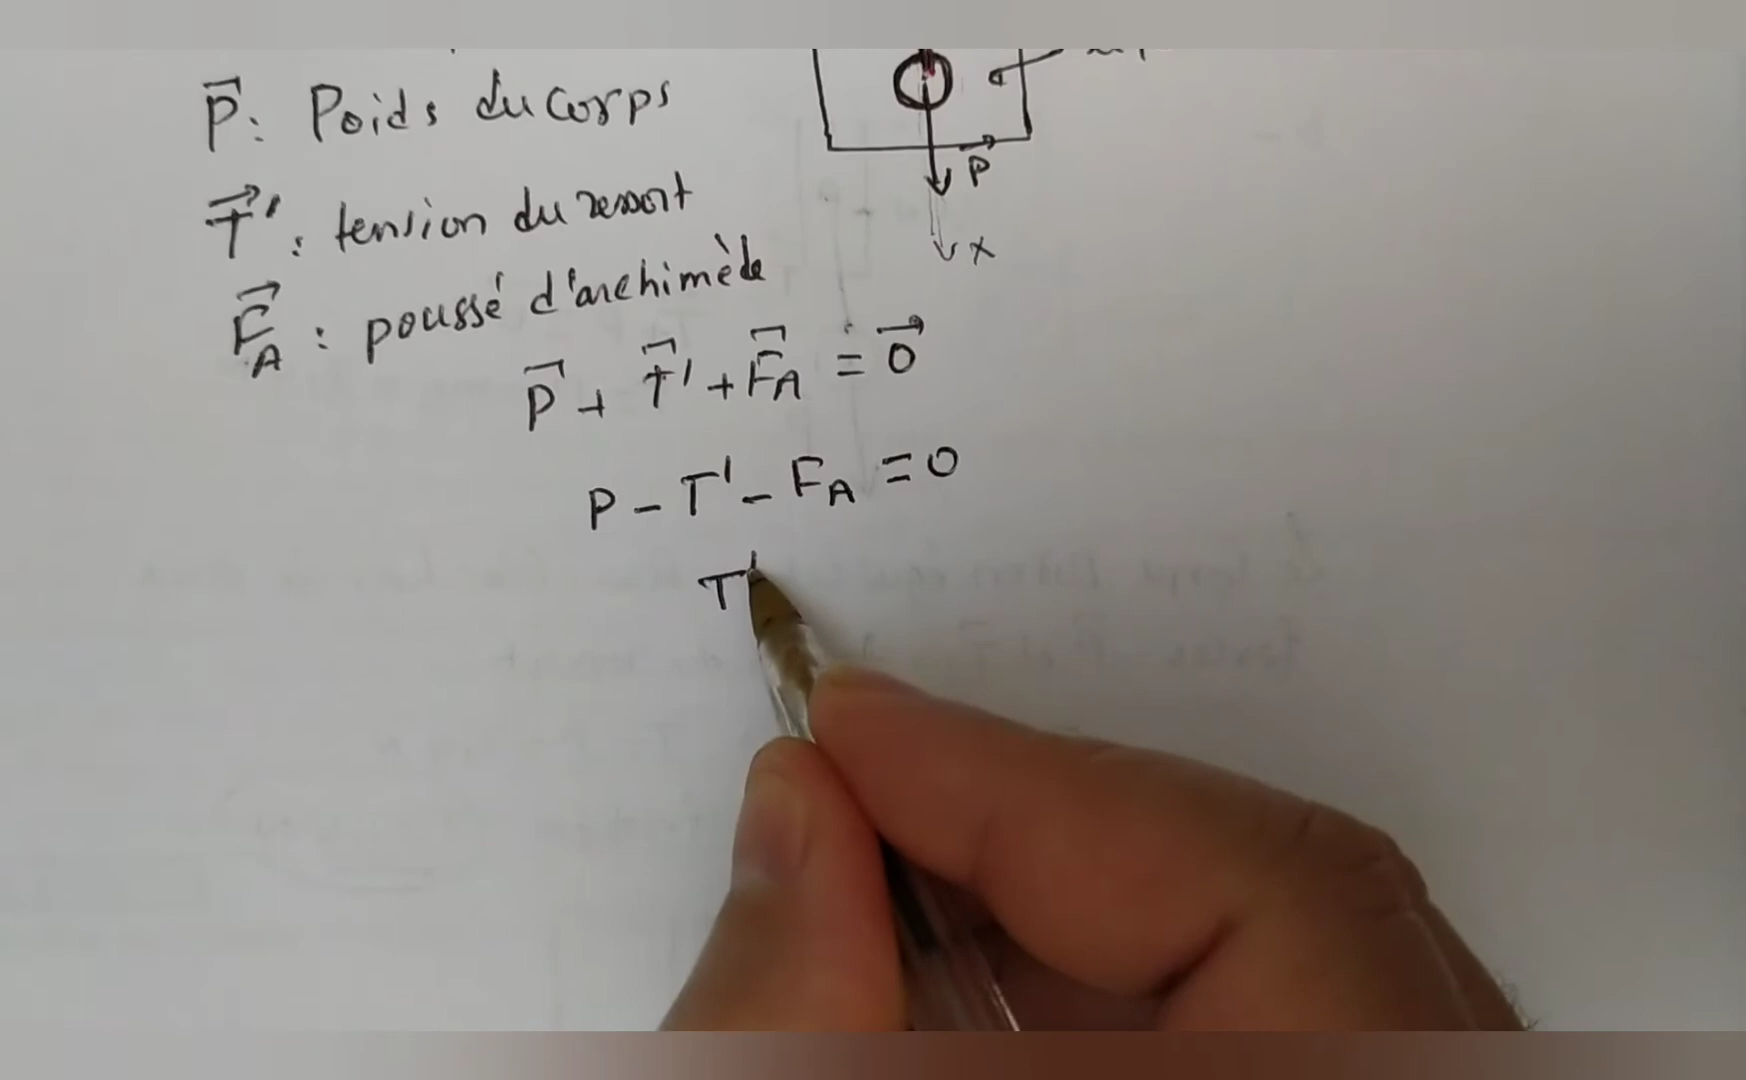 P⃗ : Poids du corps
T⃗' : tension du ressort
F⃗A : poussé d'archimède
P⃗ + T⃗' + F⃗A = 0⃗
P - T' - FA = 0
T'
P⃗
x